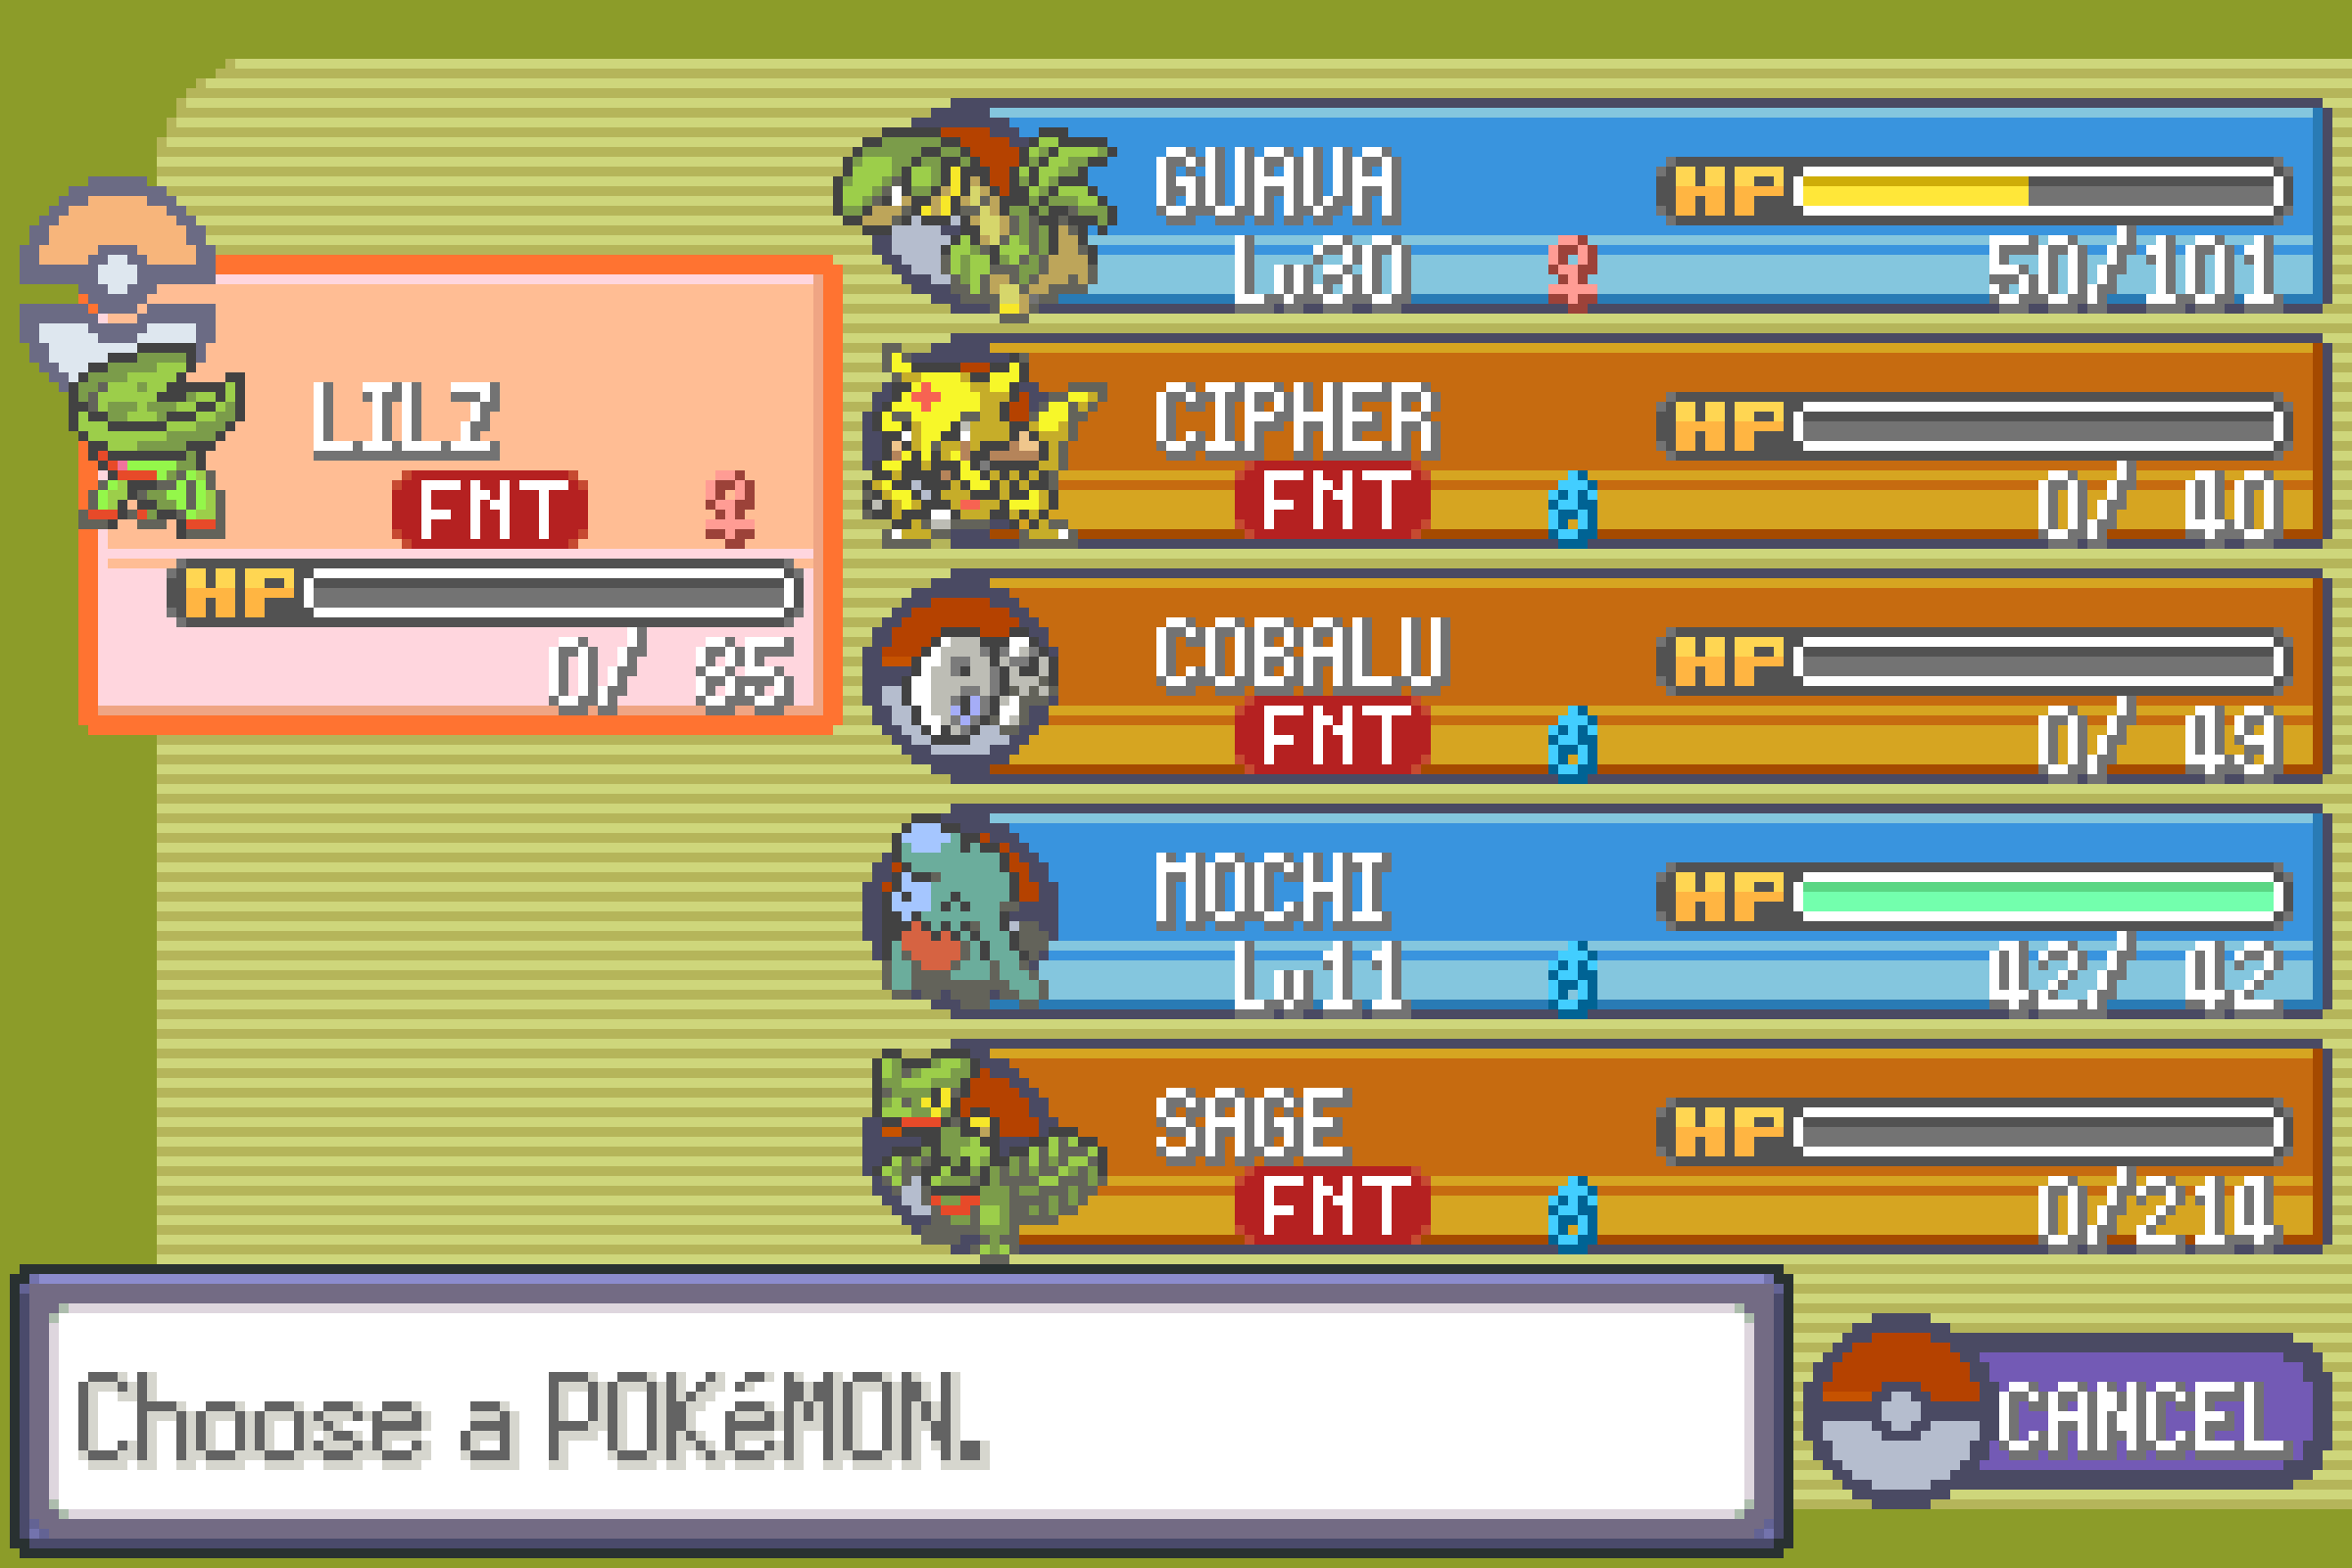 LILZ
FNT ♀
HP
0/ 85
GUAVA
HP
Lv30 ♀
50/101
CIPHER
HP
FNT ♂
0/ 40
COBALU
HP
FNT ♂
0/ 49
MOCHI
HP
Lv11 ♂
42/ 42
SAGE
HP
FNT ♂
0/214
Choose a POKéMON.
CANCEL